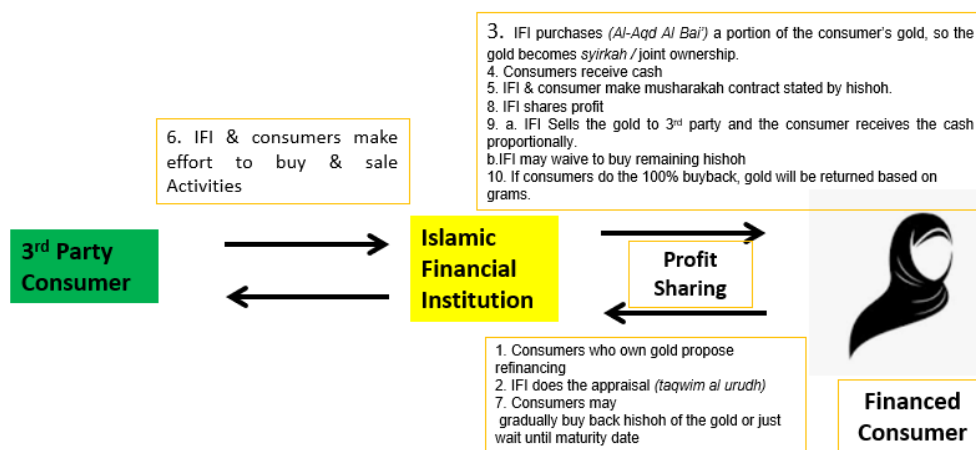 3. IFI purchases (Al-Aqd Al Bai') a portion of the consumer's gold, so the
gold becomes syirkah / joint ownership.
4. Consumers receive cash
5. IFI & consumer make musharakah contract stated by hishoh.
8. IFI shares profit
9. a. IFI Sells the gold to 3rd party and the consumer receives the cash
proportionally.
b.IFI may waive to buy remaining hishoh
10. If consumers do the 100% buyback, gold will be returned based on
grams.
6. IFI & consumers make
effort to buy & sale
Activities
3rd Party
Consumer
Islamic
Financial
Institution
Profit
Sharing
1. Consumers who own gold propose
refinancing
2. IFI does the appraisal (taqwim al urudh)
7. Consumers may
gradually buy back hishoh of the gold or just
wait until maturity date
Financed
Consumer